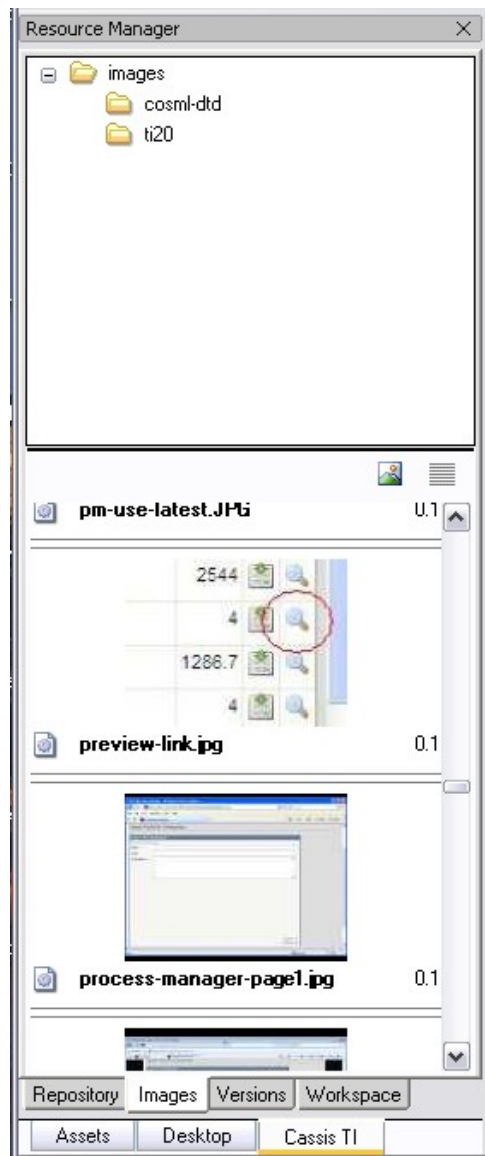 Resource Manager
images
cosml-dtd
ti20
pm-use-latest.JPG 0.1
2544
4
1286.7
4
preview-link.jpg 0.1
process-manager-page1.jpg 0.1
Repository Images Versions Workspace
Assets Desktop Cassis TI